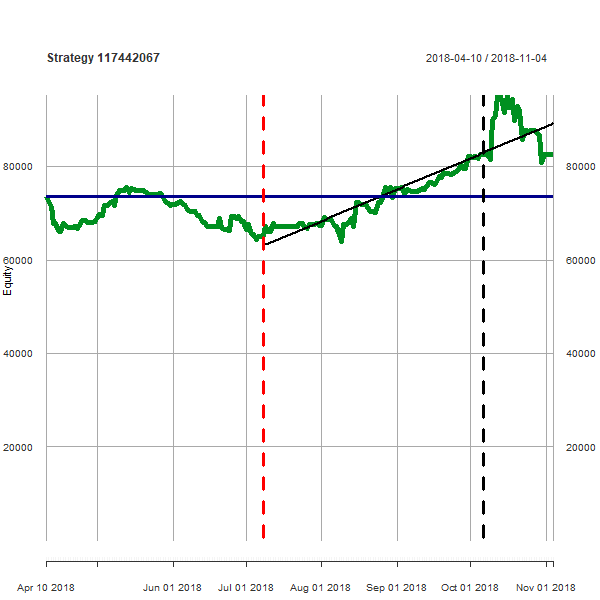 Strategy 117442067
2018-04-10 / 2018-11-04
80000
80000
60000
60000
Equity
40000
40000
20000
20000
Apr 10 2018
Jun 01 2018
Jul 01 2018
Aug 01 2018
Sep 01 2018
Oct 01 2018
Nov 01 2018